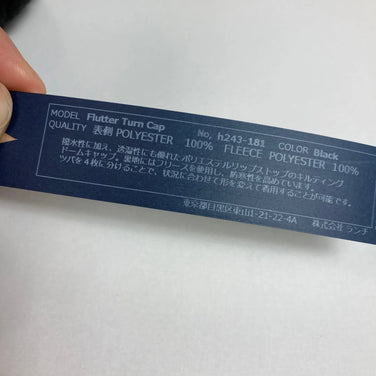 MODEL Flutter Turn Cap No. h243-181 COLOR Black
QUALITY 表側 POLYESTER 100% FLEECE POLYESTER 100%
撥水性に加え、透湿性にも優れたポリエステルリップストップのキルティング
ドームキャップ。裏地にはフリースを使用し、防寒性を高めています。
ツバを4枚に分けることで、状況に合わせて形を変えて着用することが可能です。
東京都目黒区東山1-21-22-4A 株式会社 ランチ